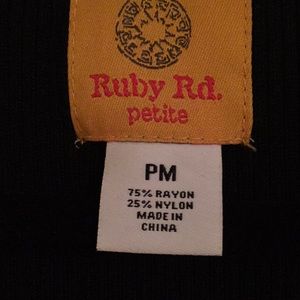 Ruby Rd.
petite
PM
75% RAYON
25% NYLON
MADE IN
CHINA